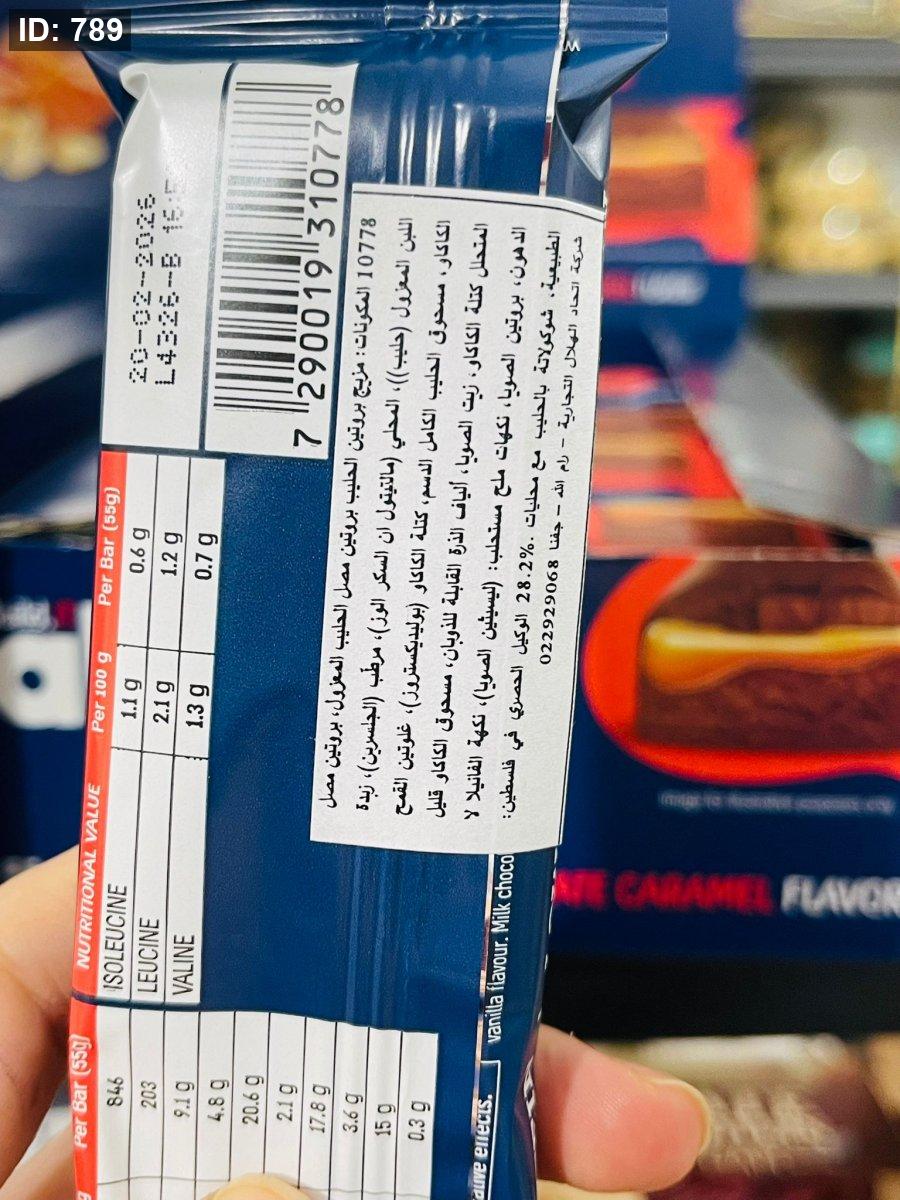 ID: 789
20-02-2026
L4326-B 16:
7 290019 310778
NUTRITIONAL VALUE Per 100 g Per Bar (55g)
ISOLEUCINE 1.1 g 0.6 g
LEUCINE 2.1 g 1.2 g
VALINE 1.3 g 0.7 g
Per Bar (55g)
846
203
9.1 g
4.8 g
20.6 g
2.1 g
17.8 g
3.6 g
15 g
0.3 g
10778 المكونات: مزيج بروتين الحليب بروتين مصل الحليب المعزول، بروتين مصل
اللبن المعزول (حليب))، المحلي (مالتيتول ان السكر الوز)، مرطب (الجلسرين)، زبدة
الكاكاو، مسحوق الحليب الكامل الدسم، كتلة الكاكاو (بوليديكستروز)، غلوتين القمح
المتحلل كتلة الكاكاو، زيت الصويا، ألياف الذرة القابلة للذوبان، مسحوق الكاكاو قليل
الدهون، بروتين الصويا، نكهات ملح مستحلب: (ليسيثين الصويا)، نكهة الفانيلا لا
الطبيعية، شوكولاتة بالحليب مع محليات .28.2% الوكيل الحصري في فلسطين:
شركة اتحاد الهلال التجارية – رام الله – جفنا 022929068
effects.
vanilla flavour. Milk choco
CARAMEL FLAVOR